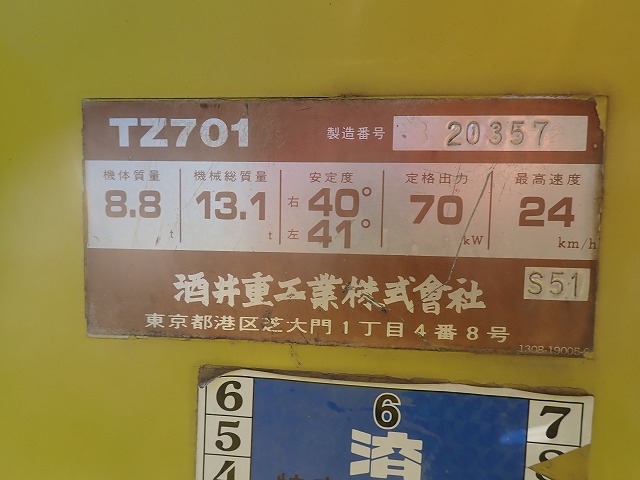 TZ701 製造番号 20357
機体質量 機械総質量 安定度 定格出力 最高速度
8.8 t 13.1 t 右 40° 70 kW 24 km/h
左 41°
S51
酒井重工業株式會社
東京都港区芝大門1丁目4番8号
6 6 7
5 済 8
4